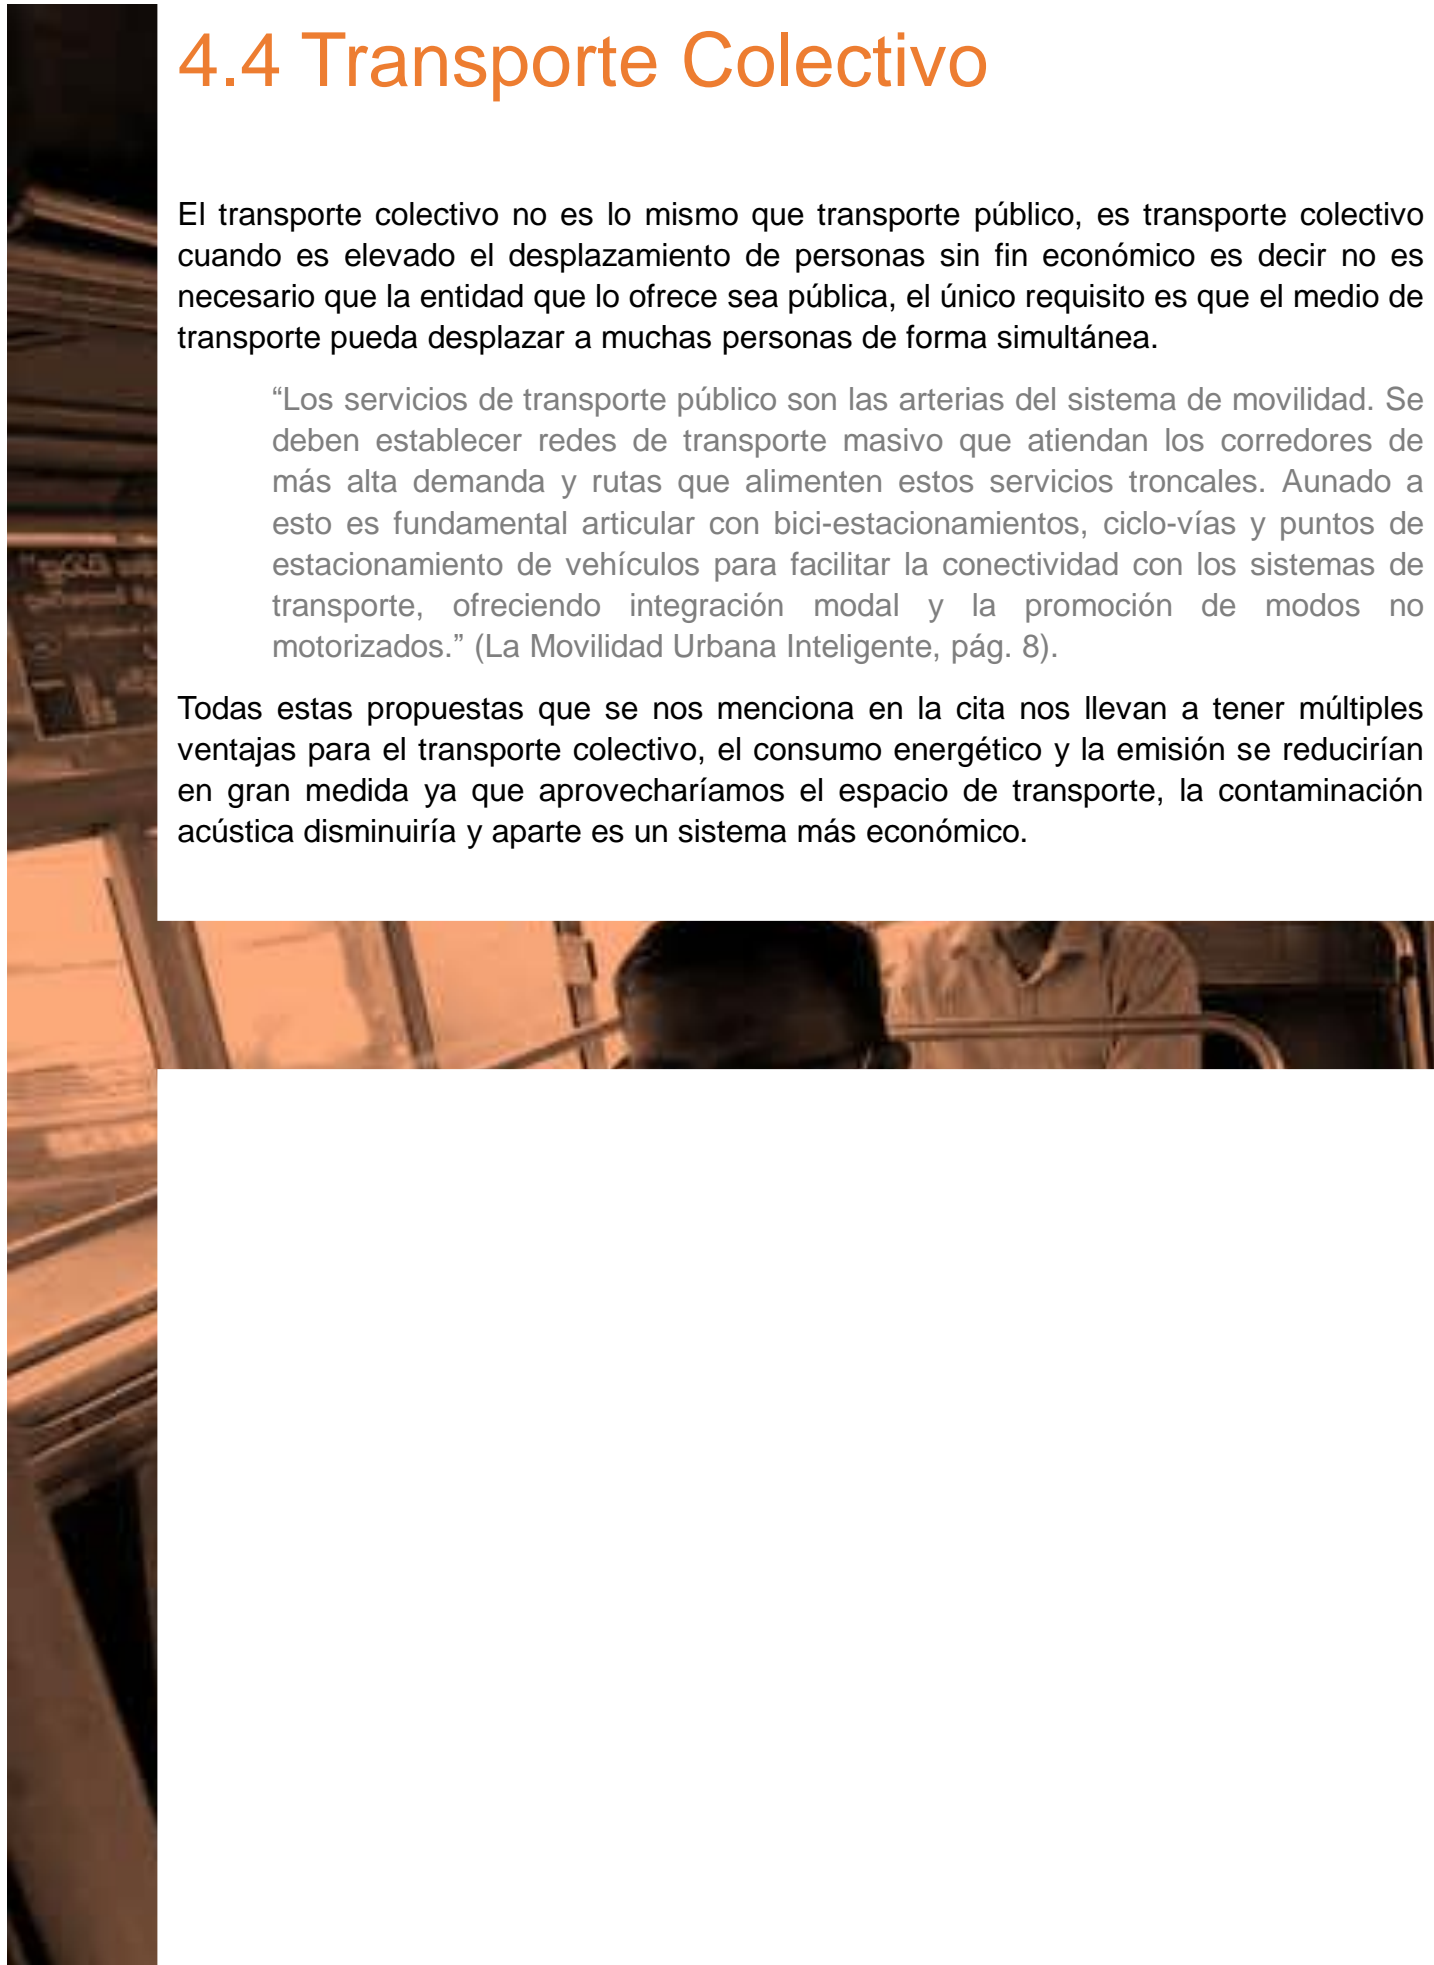 4.4 Transporte Colectivo
El transporte colectivo no es lo mismo que transporte público, es transporte colectivo
cuando es elevado el desplazamiento de personas sin fin económico es decir no es
necesario que la entidad que lo ofrece sea pública, el único requisito es que el medio de
transporte pueda desplazar a muchas personas de forma simultánea.
“Los servicios de transporte público son las arterias del sistema de movilidad. Se
deben establecer redes de transporte masivo que atiendan los corredores de
más alta demanda y rutas que alimenten estos servicios troncales. Aunado a
esto es fundamental articular con bici-estacionamientos, ciclo-vías y puntos de
estacionamiento de vehículos para facilitar la conectividad con los sistemas de
transporte, ofreciendo integración modal y la promoción de modos no
motorizados.” (La Movilidad Urbana Inteligente, pág. 8).
Todas estas propuestas que se nos menciona en la cita nos llevan a tener múltiples
ventajas para el transporte colectivo, el consumo energético y la emisión se reducirían
en gran medida ya que aprovecharíamos el espacio de transporte, la contaminación
acústica disminuiría y aparte es un sistema más económico.